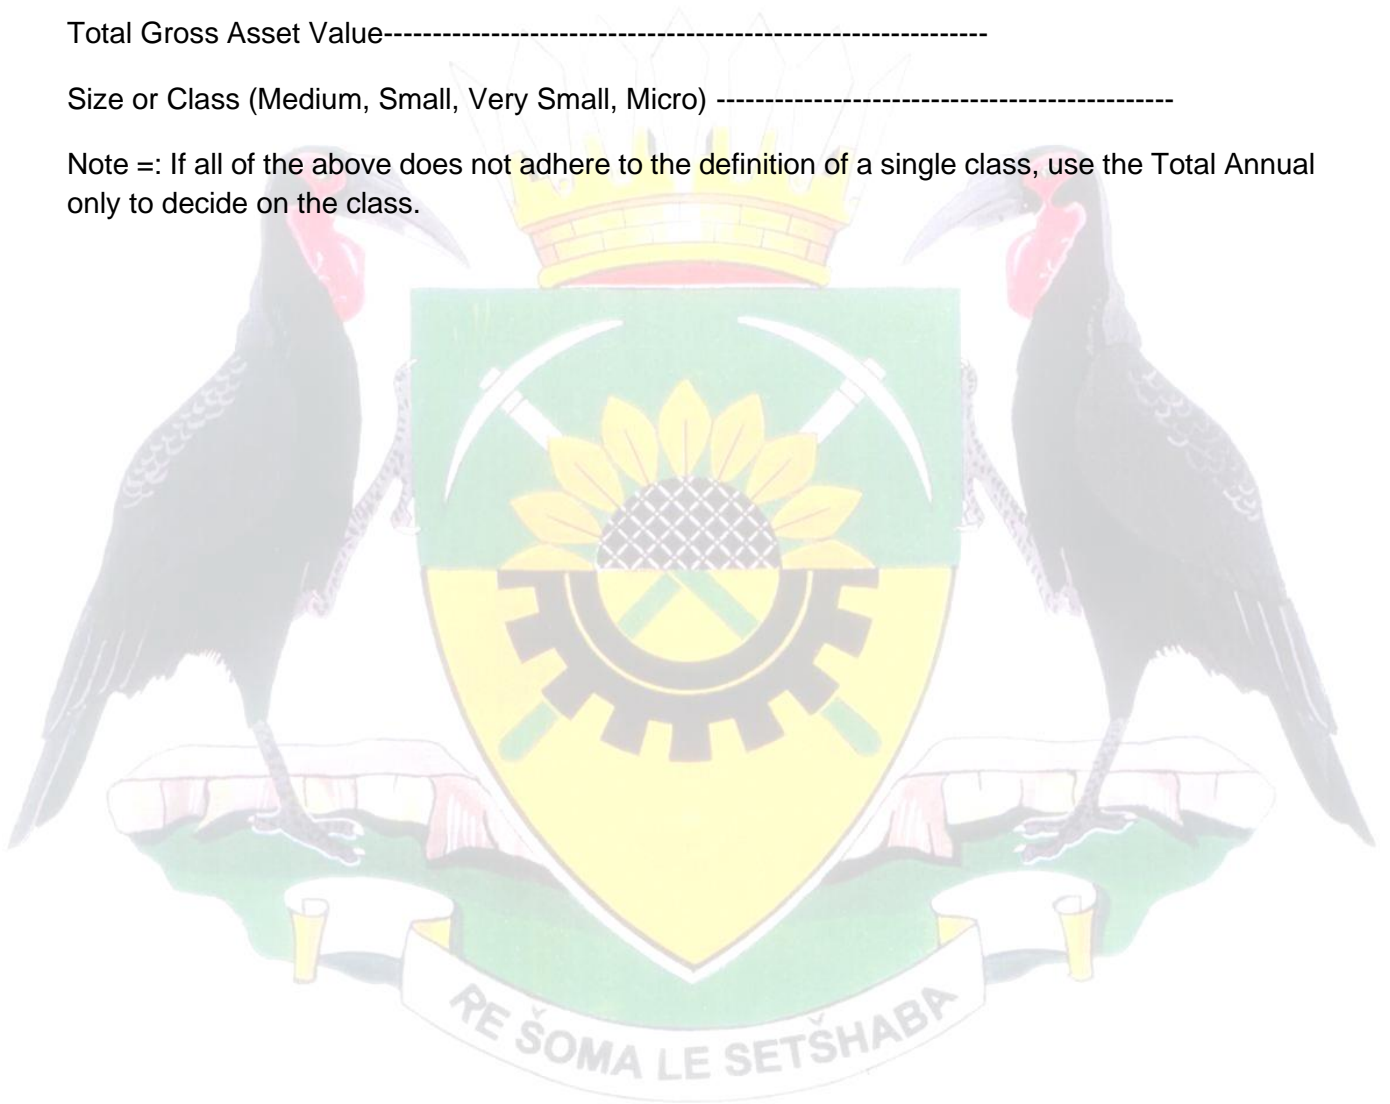 Total Gross Asset Value--------------------------------------------------------------
Size or Class (Medium, Small, Very Small, Micro) -----------------------------------------------
Note =: If all of the above does not adhere to the definition of a single class, use the Total Annual
only to decide on the class.
RE ŠOMA LE SETŠHABA